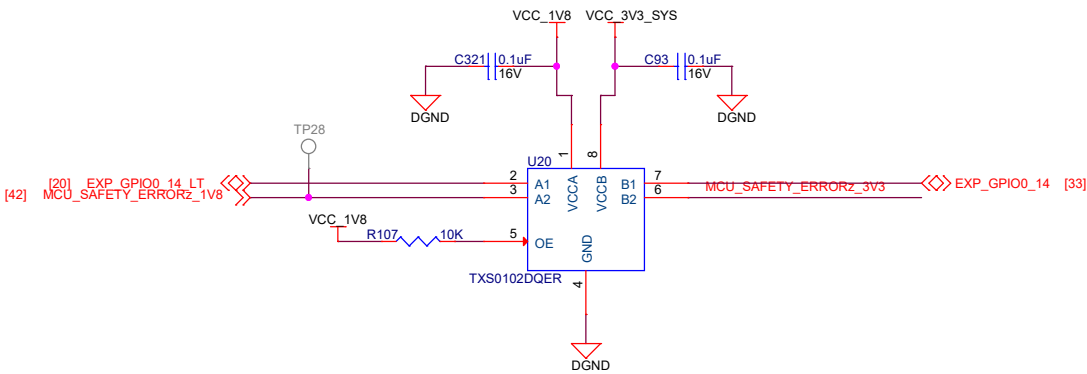 VCC_1V8
VCC_3V3_SYS
C321
0.1uF
16V
C93
0.1uF
16V
DGND
DGND
TP28
U20
1
8
[20] EXP_GPIO0_14_LT
2
A1
VCCA
VCCB
B1
7
EXP_GPIO0_14 [33]
[42] MCU_SAFETY_ERRORz_1V8
3
A2
B2
6
MCU_SAFETY_ERRORz_3V3
VCC_1V8
R107
10K
5
OE
GND
TXS0102DQER
4
DGND